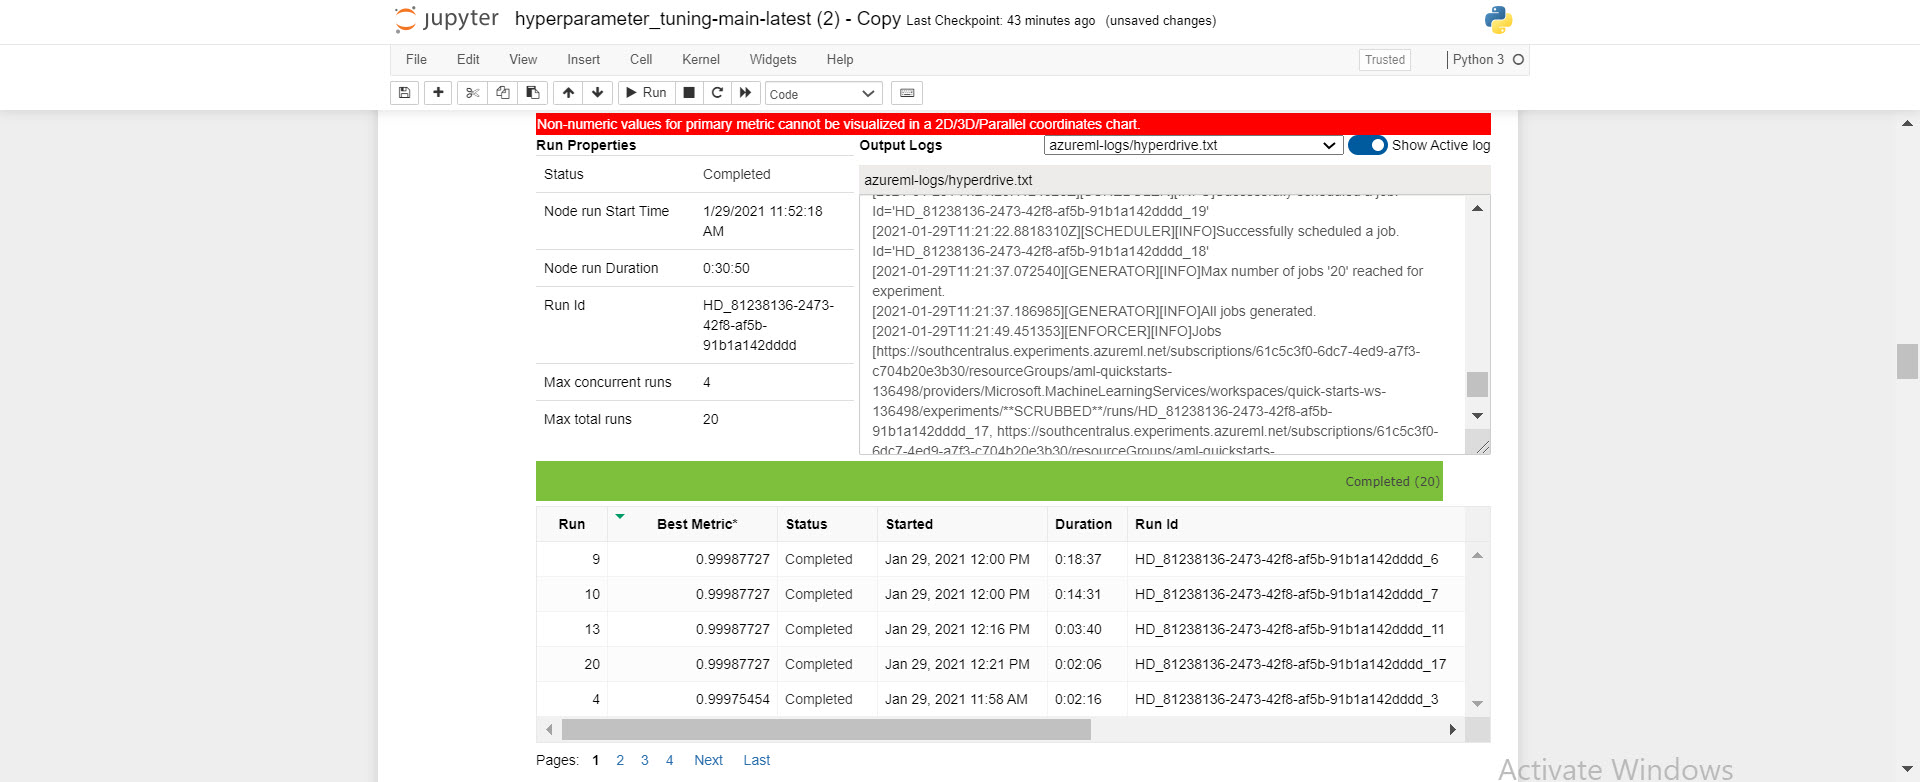 jupyter hyperparameter_tuning-main-latest (2) - Copy Last Checkpoint: 43 minutes ago (unsaved changes)
File Edit View Insert Cell Kernel Widgets Help Trusted Python 3
Run Code
Non-numeric values for primary metric cannot be visualized in a 2D/3D/Parallel coordinates chart.
Run Properties
Status Completed
Node run Start Time 1/29/2021 11:52:18
AM
Node run Duration 0:30:50
Run Id HD_81238136-2473-
42f8-af5b-
91b1a142dddd
Max concurrent runs 4
Max total runs 20
Output Logs azureml-logs/hyperdrive.txt Show Active log
azureml-logs/hyperdrive.txt
Id='HD_81238136-2473-42f8-af5b-91b1a142dddd_19'
[2021-01-29T11:21:22.8818310Z][SCHEDULER][INFO]Successfully scheduled a job.
Id='HD_81238136-2473-42f8-af5b-91b1a142dddd_18'
[2021-01-29T11:21:37.072540][GENERATOR][INFO]Max number of jobs '20' reached for
experiment.
[2021-01-29T11:21:37.186985][GENERATOR][INFO]All jobs generated.
[2021-01-29T11:21:49.451353][ENFORCER][INFO]Jobs
[https://southcentralus.experiments.azureml.net/subscriptions/61c5c3f0-6dc7-4ed9-a7f3-
c704b20e3b30/resourceGroups/aml-quickstarts-
136498/providers/Microsoft.MachineLearningServices/workspaces/quick-starts-ws-
136498/experiments/**SCRUBBED**/runs/HD_81238136-2473-42f8-af5b-
91b1a142dddd_17, https://southcentralus.experiments.azureml.net/subscriptions/61c5c3f0-
6dc7-4ed9-a7f3-c704b20e3b30/resourceGroups/aml-quickstarts-
Completed (20)
Run Best Metric* Status Started Duration Run Id
9 0.99987727 Completed Jan 29, 2021 12:00 PM 0:18:37 HD_81238136-2473-42f8-af5b-91b1a142dddd_6
10 0.99987727 Completed Jan 29, 2021 12:00 PM 0:14:31 HD_81238136-2473-42f8-af5b-91b1a142dddd_7
13 0.99987727 Completed Jan 29, 2021 12:16 PM 0:03:40 HD_81238136-2473-42f8-af5b-91b1a142dddd_11
20 0.99987727 Completed Jan 29, 2021 12:21 PM 0:02:06 HD_81238136-2473-42f8-af5b-91b1a142dddd_17
4 0.99975454 Completed Jan 29, 2021 11:58 AM 0:02:16 HD_81238136-2473-42f8-af5b-91b1a142dddd_3
Pages: 1 2 3 4 Next Last
Activate Windows